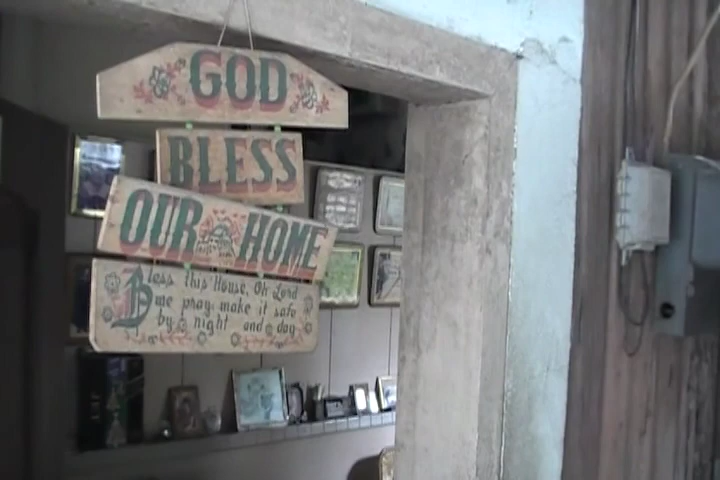 GOD
BLESS
OUR HOME
Bless this House, Oh Lord
we pray; make it safe
by night and day